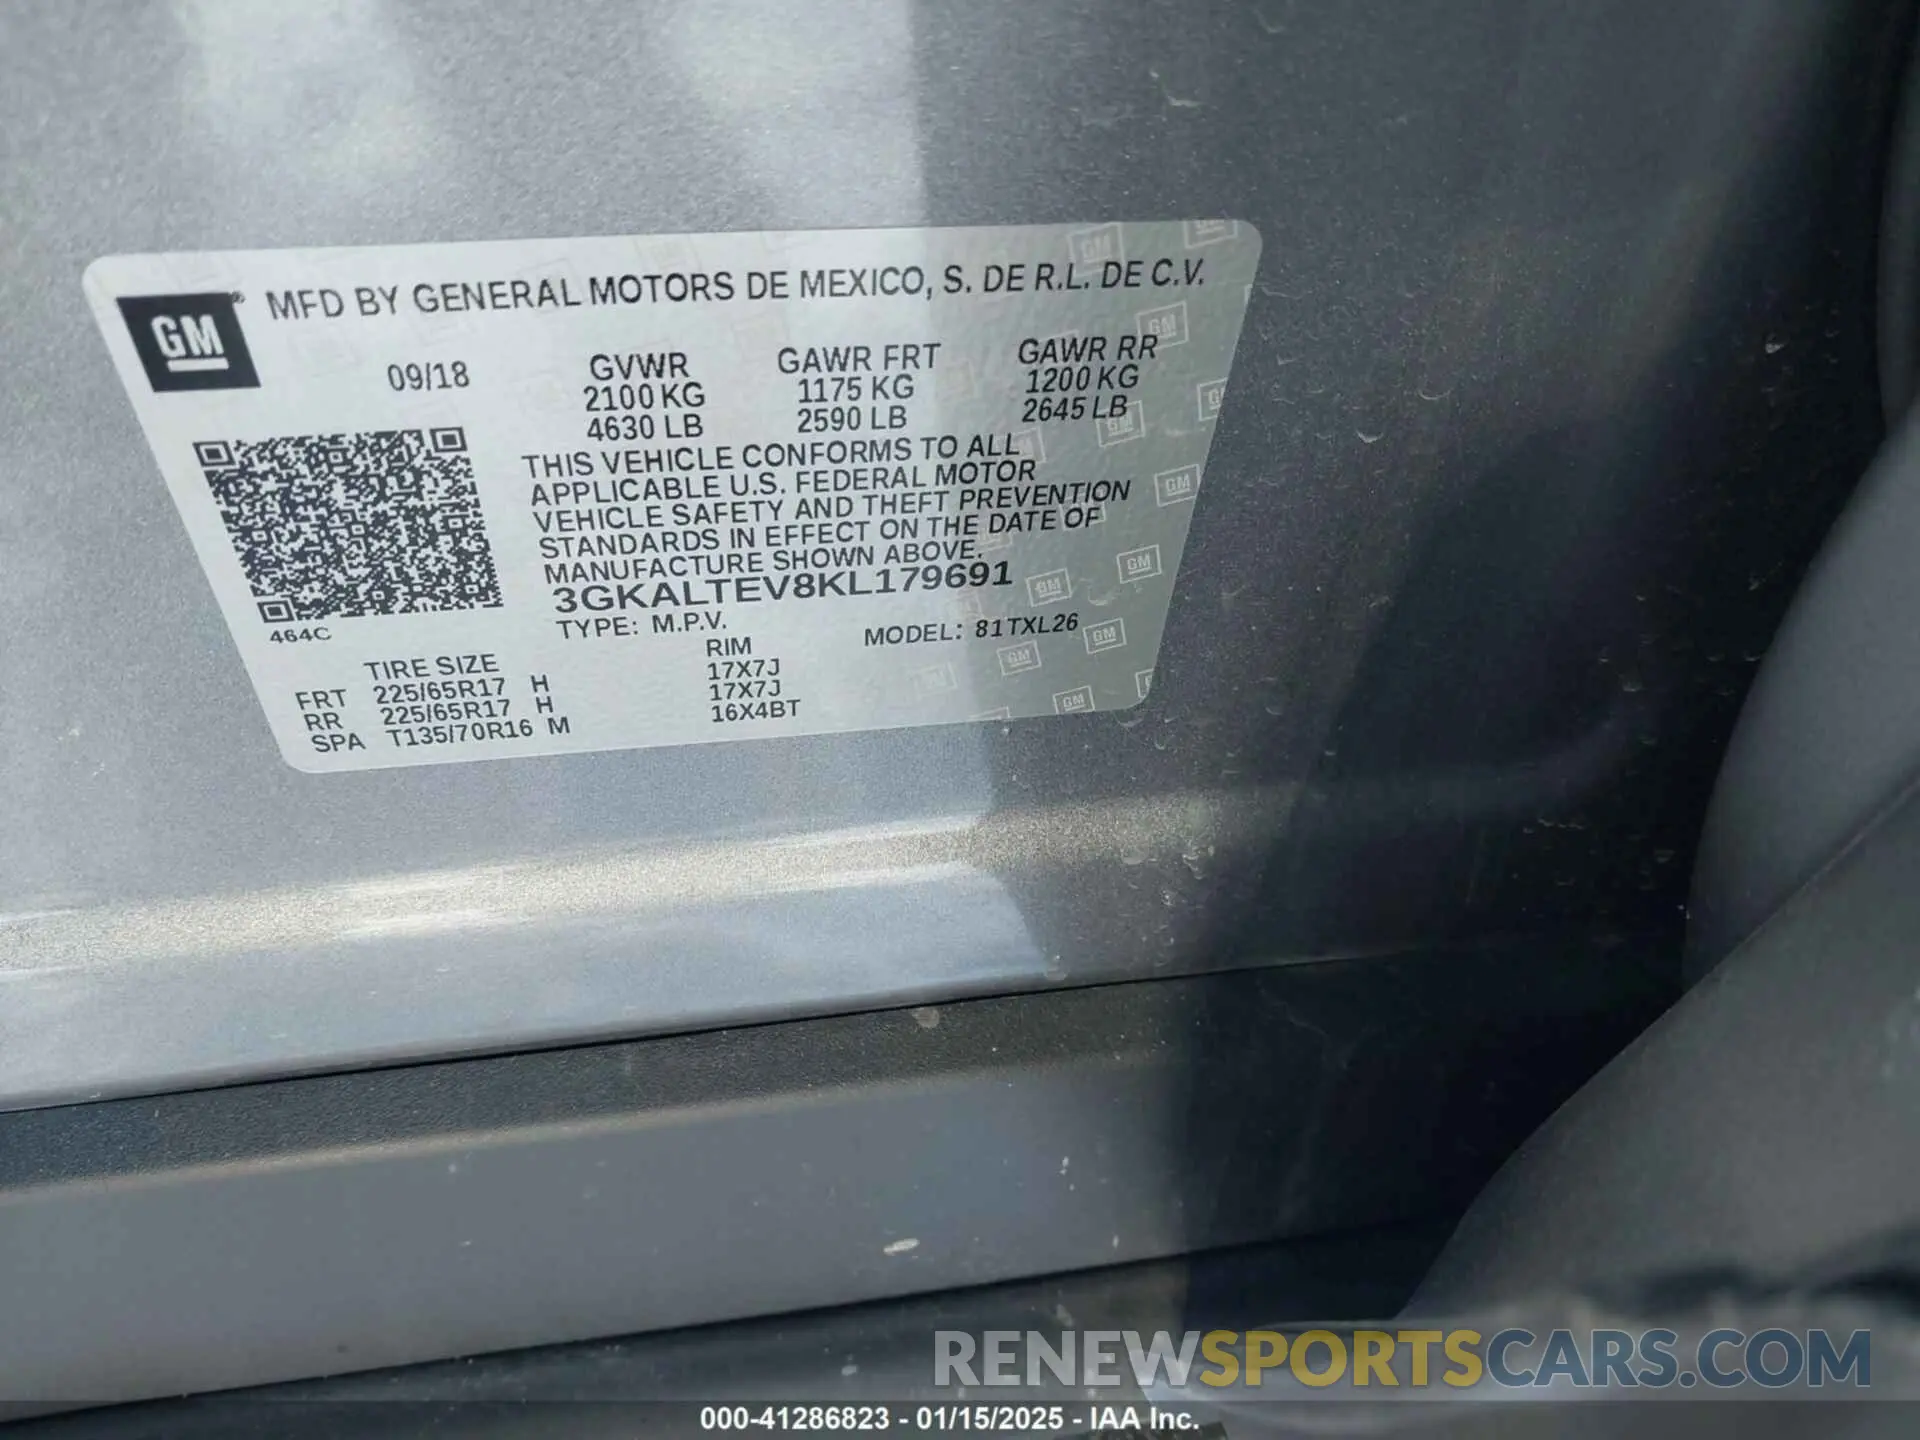 GM® MFD BY GENERAL MOTORS DE MEXICO, S. DE R.L. DE C.V.
09/18 GVWR GAWR FRT GAWR RR
2100 KG 1175 KG 1200 KG
4630 LB 2590 LB 2645 LB
THIS VEHICLE CONFORMS TO ALL
APPLICABLE U.S. FEDERAL MOTOR
VEHICLE SAFETY AND THEFT PREVENTION
STANDARDS IN EFFECT ON THE DATE OF
MANUFACTURE SHOWN ABOVE.
3GKALTEV8KL179691
464C
TYPE: M.P.V. MODEL: 81TXL26
TIRE SIZE RIM
FRT 225/65R17 H 17X7J
RR 225/65R17 H 17X7J
SPA T135/70R16 M 16X4BT
RENEWSPORTSCARS.COM
000-41286823 - 01/15/2025 - IAA Inc.